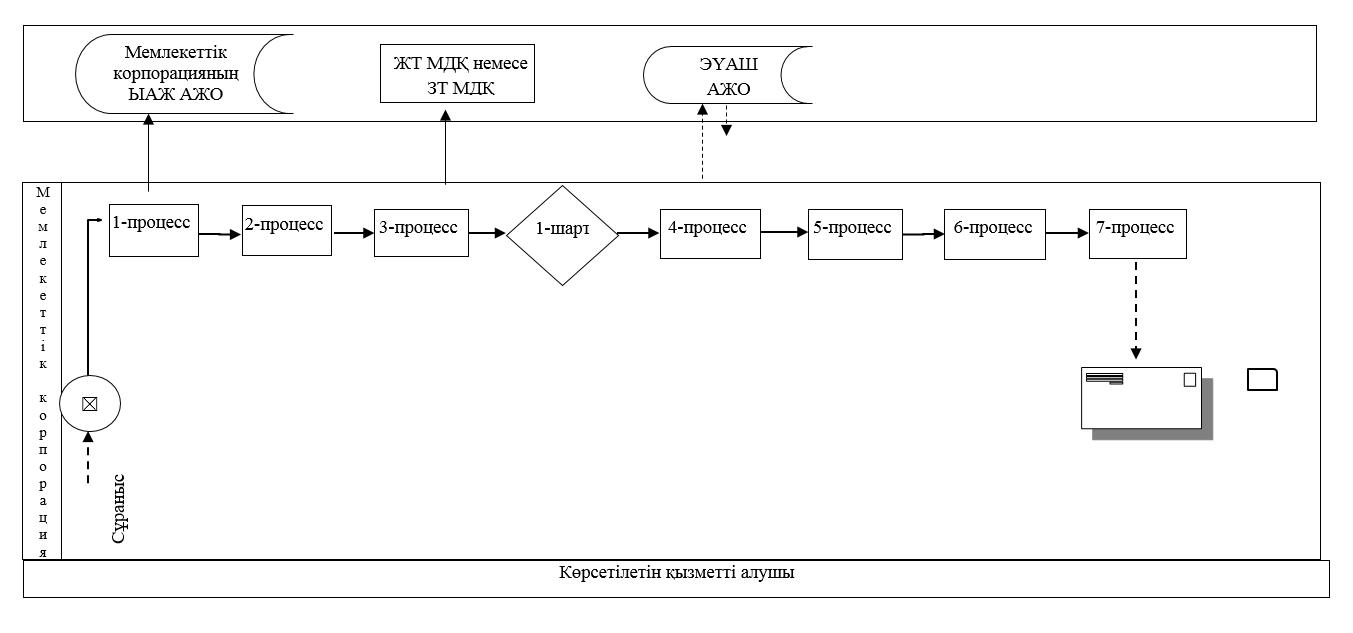 Мемлекеттік
корпорацияның
ЫАЖ АЖО
ЖТ МДҚ немесе
ЗТ МДҚ
ЭҮАШ
АЖО
Мемлекеттік корпорация
1-процесс
2-процесс
3-процесс
1-шарт
4-процесс
5-процесс
6-процесс
7-процесс
Сұраныс
Көрсетілетін қызметті алушы